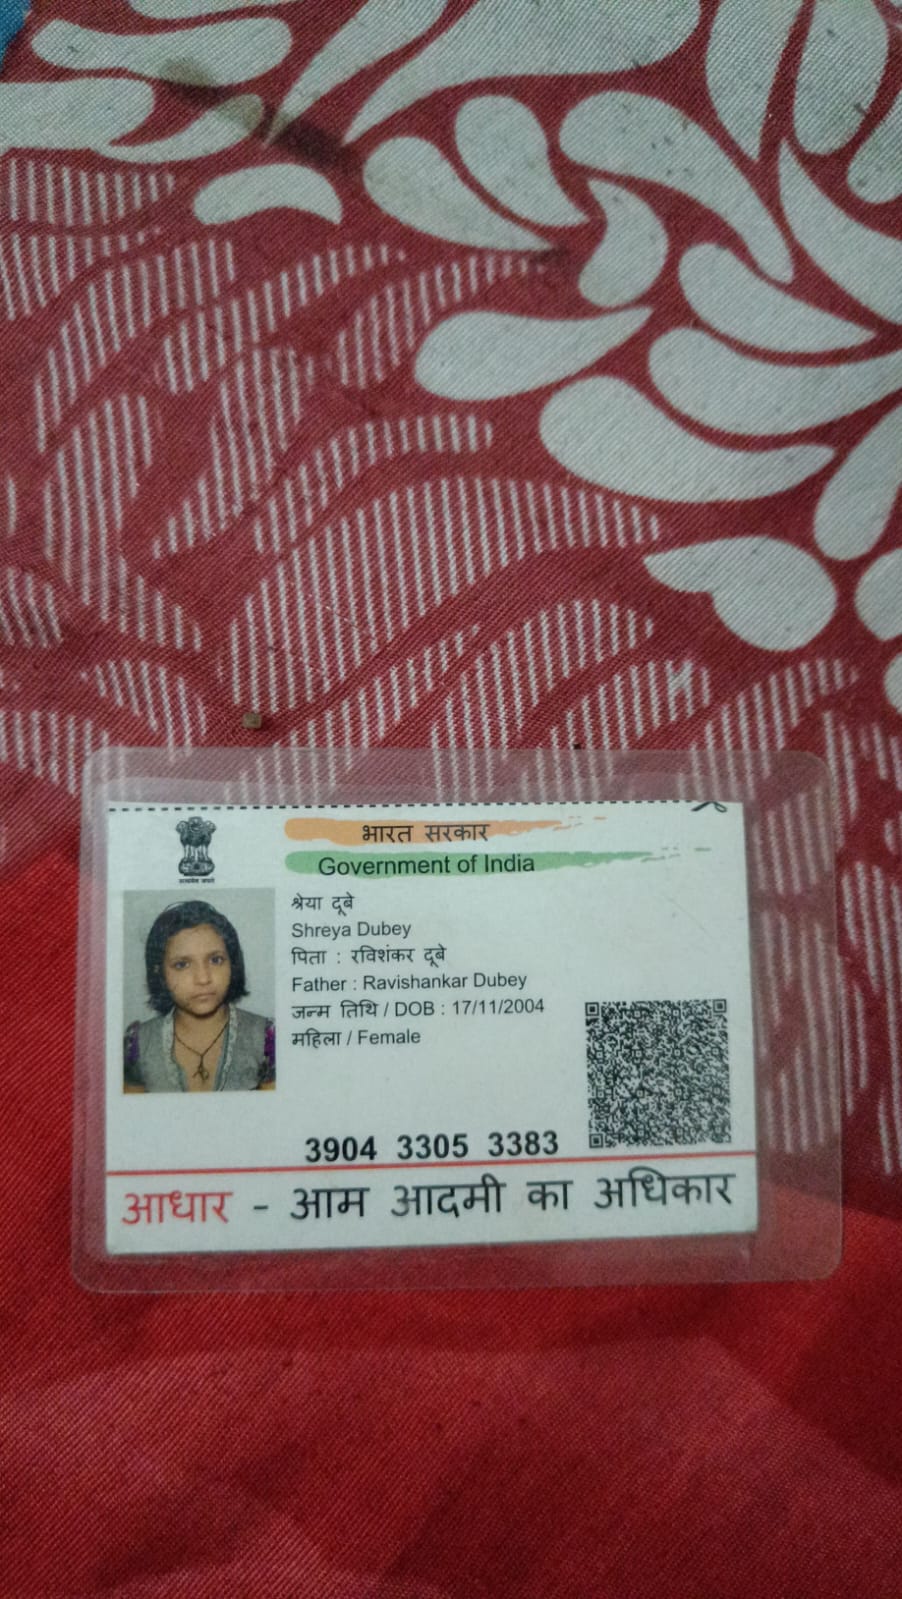 भारत सरकार
Government of India
श्रेया दूबे
Shreya Dubey
पिता : रविशंकर दूबे
Father : Ravishankar Dubey
जन्म तिथि / DOB : 17/11/2004
महिला / Female
3904 3305 3383
आधार - आम आदमी का अधिकार